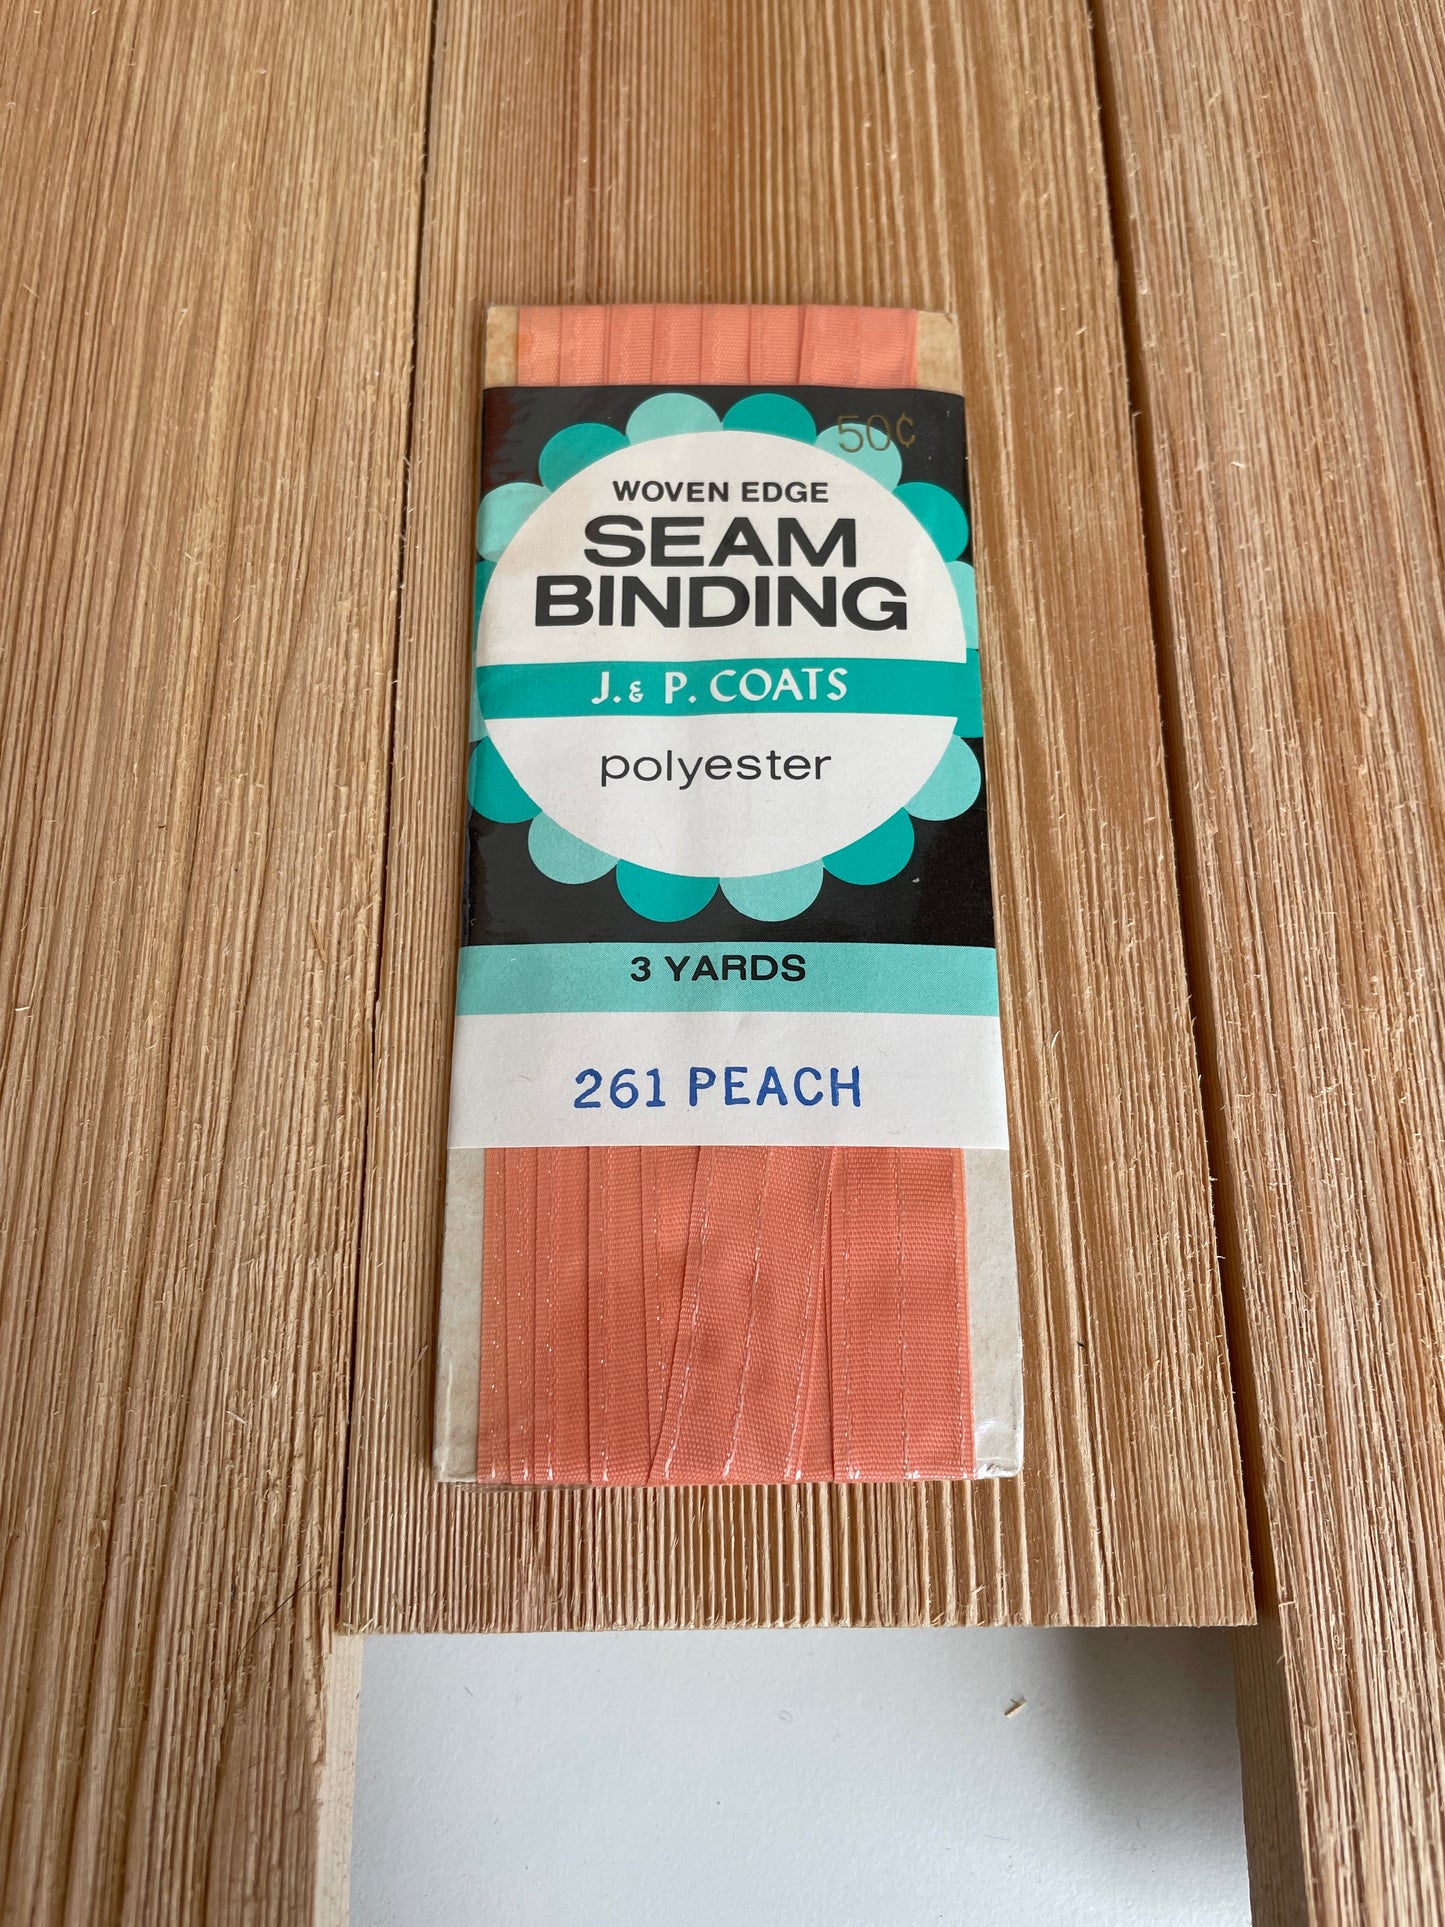 50¢
WOVEN EDGE
SEAM
BINDING
J. & P. COATS
polyester
3 YARDS
261 PEACH